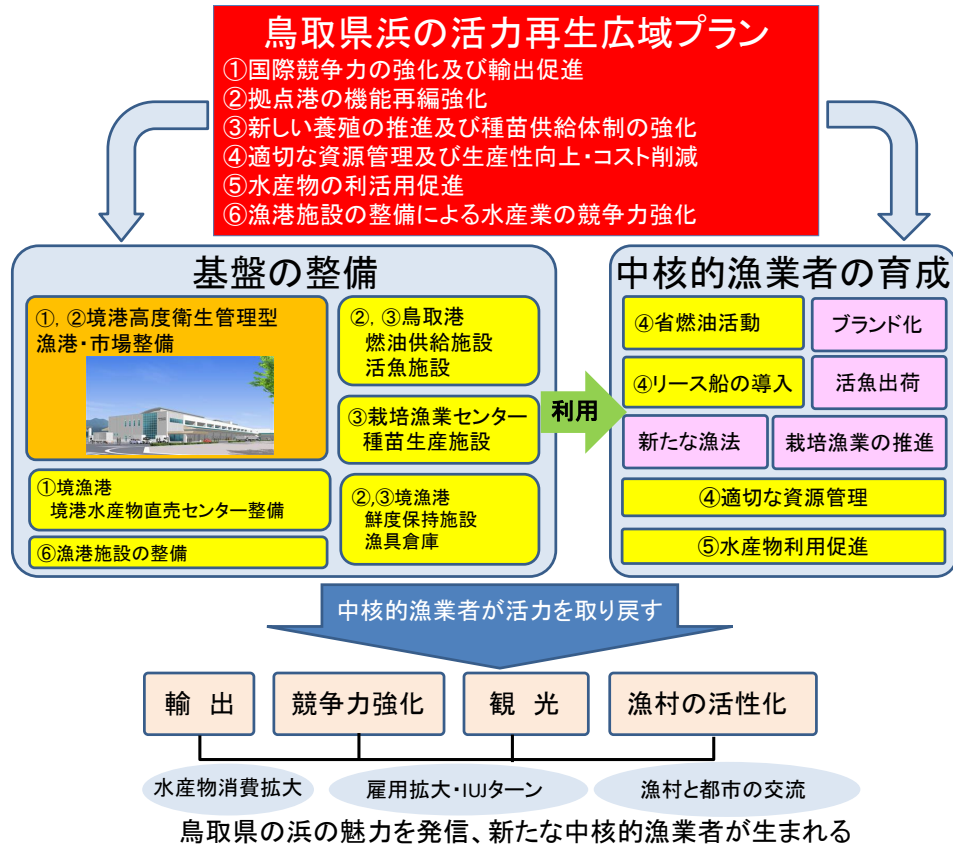 鳥取県浜の活力再生広域プラン
①国際競争力の強化及び輸出促進
②拠点港の機能再編強化
③新しい養殖の推進及び種苗供給体制の強化
④適切な資源管理及び生産性向上・コスト削減
⑤水産物の利活用促進
⑥漁港施設の整備による水産業の競争力強化
基盤の整備
①, ②境港高度衛生管理型
漁港・市場整備
①境漁港
境港水産物直売センター整備
⑥漁港施設の整備
②, ③鳥取港
燃油供給施設
活魚施設
③栽培漁業センター
種苗生産施設
②,③境漁港
鮮度保持施設
漁具倉庫
利用
中核的漁業者の育成
④省燃油活動
ブランド化
④リース船の導入
活魚出荷
新たな漁法
栽培漁業の推進
④適切な資源管理
⑤水産物利用促進
中核的漁業者が活力を取り戻す
輸 出
競争力強化
観 光
漁村の活性化
水産物消費拡大
雇用拡大・IUJターン
漁村と都市の交流
鳥取県の浜の魅力を発信、新たな中核的漁業者が生まれる